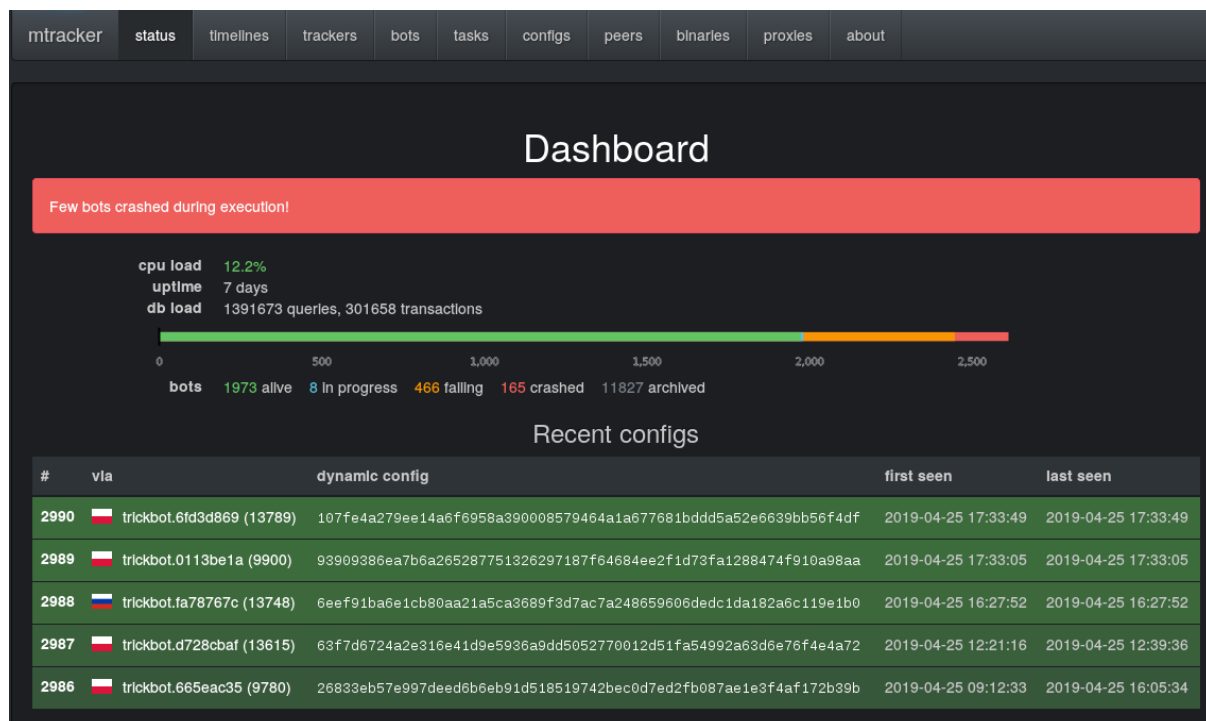 mtracker status timelines trackers bots tasks configs peers binaries proxies about
Dashboard
Few bots crashed during execution!
cpu load 12.2%
uptime 7 days
db load 1391673 queries, 301658 transactions
0 500 1,000 1,500 2,000 2,500
bots 1973 alive 8 in progress 466 failing 165 crashed 11827 archived
Recent configs
# via dynamic config first seen last seen
2990 trickbot.6fd3d869 (13789) 107fe4a279ee14a6f6958a390008579464a1a677681bddd5a52e6639bb56f4df 2019-04-25 17:33:49 2019-04-25 17:33:49
2989 trickbot.0113be1a (9900) 93909386ea7b6a265287751326297187f64684ee2f1d73fa1288474f910a98aa 2019-04-25 17:33:05 2019-04-25 17:33:05
2988 trickbot.fa78767c (13748) 6eef91ba6e1cb80aa21a5ca3689f3d7ac7a248659606dedc1da182a6c119e1b0 2019-04-25 16:27:52 2019-04-25 16:27:52
2987 trickbot.d728cbaf (13615) 63f7d6724a2e316e41d9e5936a9dd5052770012d51fa54992a63d6e76f4e4a72 2019-04-25 12:21:16 2019-04-25 12:39:36
2986 trickbot.665eac35 (9780) 26833eb57e997deed6b6eb91d518519742bec0d7ed2fb087ae1e3f4af172b39b 2019-04-25 09:12:33 2019-04-25 16:05:34